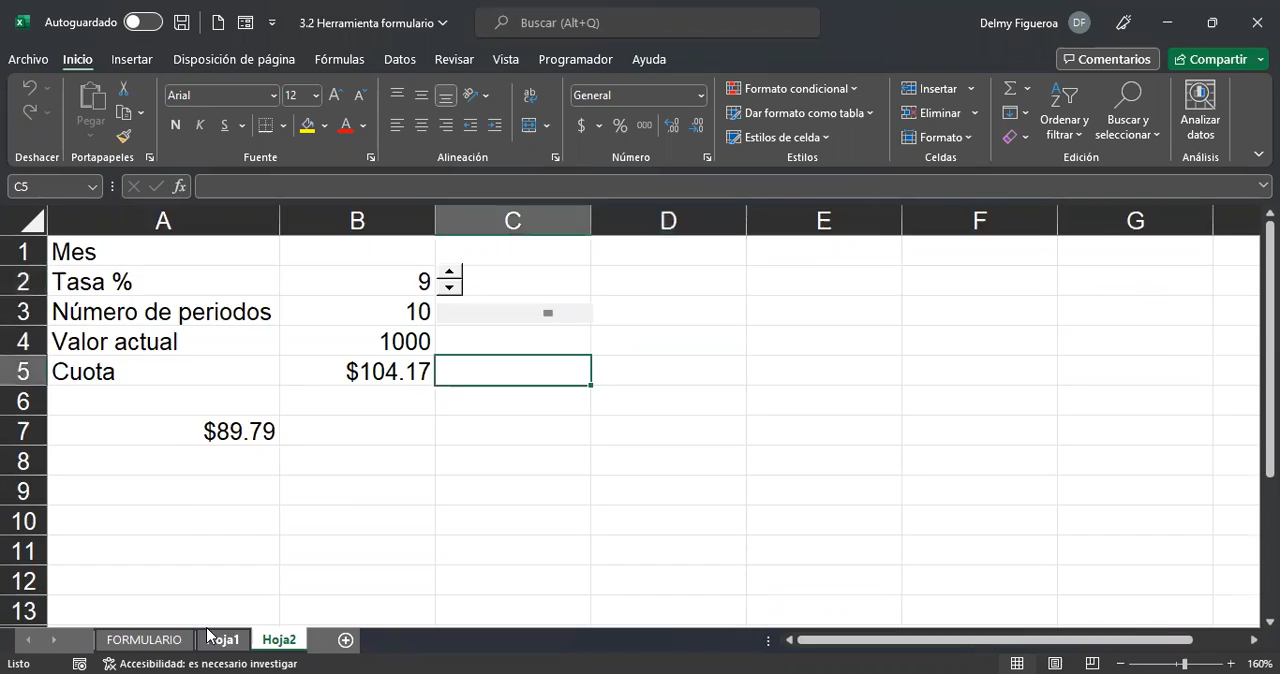 Autoguardado
3.2 Herramienta formulario
Buscar (Alt+Q)
Delmy Figueroa
DF
Archivo Inicio Insertar Disposición de página Fórmulas Datos Revisar Vista Programador Ayuda
Comentarios
Compartir
Pegar
Arial
12
N K S
General
$ % 000
Formato condicional
Dar formato como tabla
Estilos de celda
Insertar
Eliminar
Formato
Ordenar y
filtrar
Buscar y
seleccionar
Analizar
datos
Deshacer Portapapeles Fuente Alineación Número Estilos Celdas Edición Análisis
C5
fx
A B C D E F G
1 Mes
2 Tasa % 9
3 Número de periodos 10
4 Valor actual 1000
5 Cuota $104.17
6
7 $89.79
8
9
10
11
12
13
FORMULARIO
Hoja2
Listo
Accesibilidad: es necesario investigar
160%